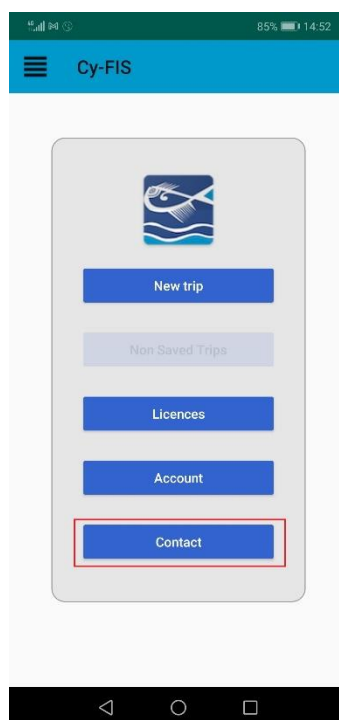 85% 14:52
Cy-FIS
New trip
Non Saved Trips
Licences
Account
Contact